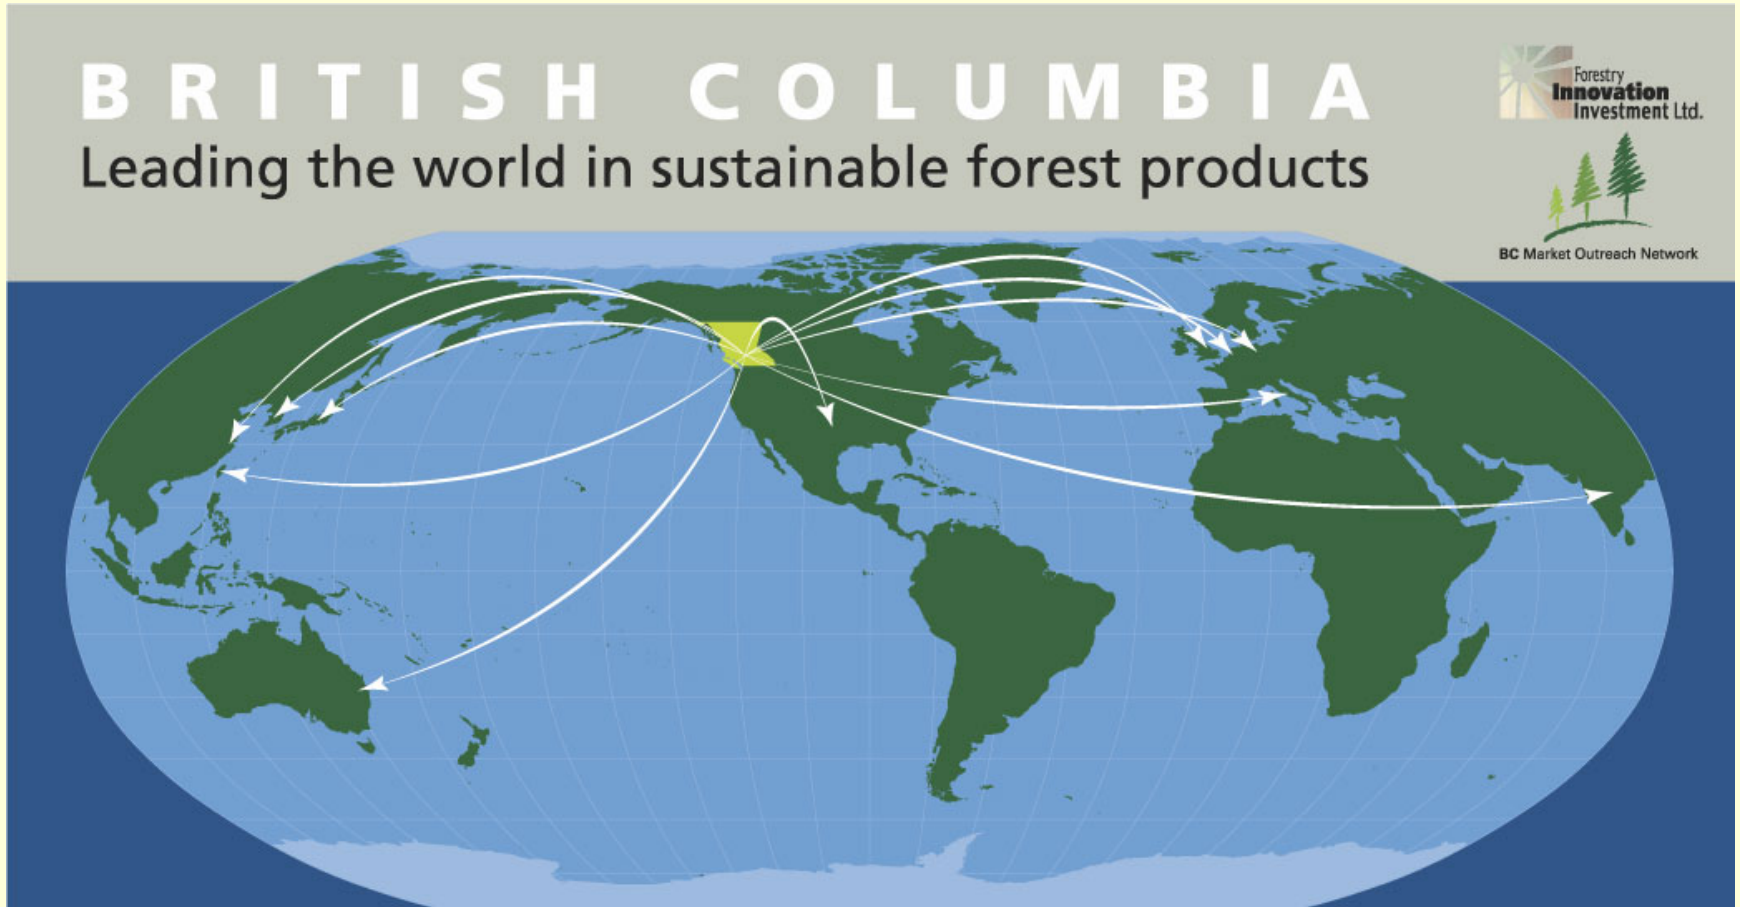 BRITISH COLUMBIA
Leading the world in sustainable forest products
Forestry
Innovation
Investment Ltd.
BC Market Outreach Network